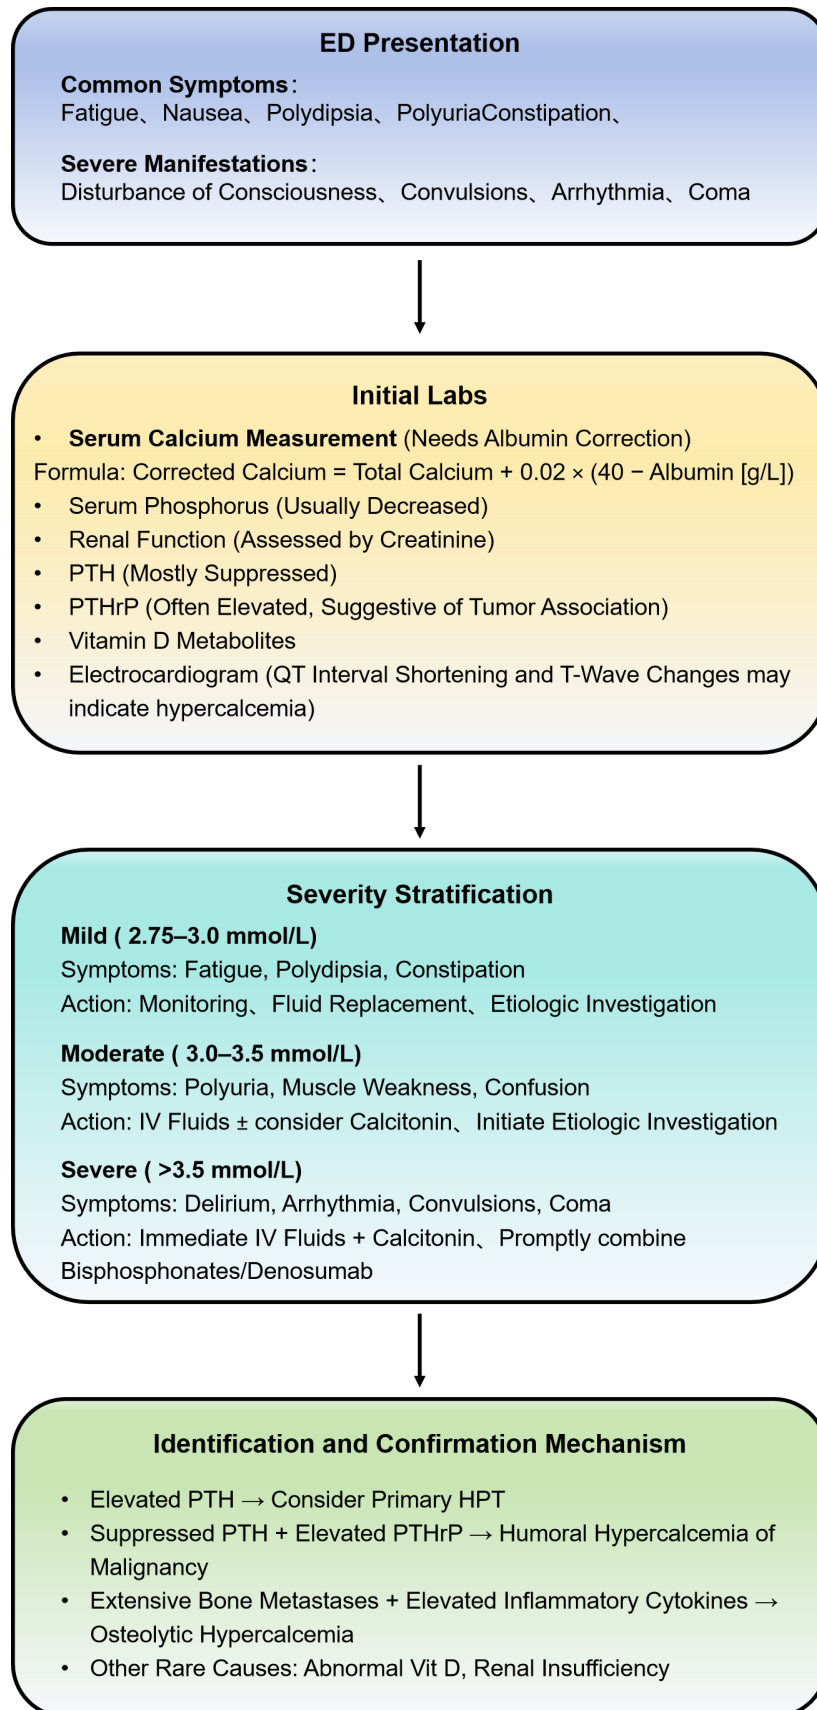 ED Presentation
Common Symptoms：
Fatigue、Nausea、Polydipsia、PolyuriaConstipation、
Severe Manifestations：
Disturbance of Consciousness、Convulsions、Arrhythmia、Coma
Initial Labs
• Serum Calcium Measurement (Needs Albumin Correction)
Formula: Corrected Calcium = Total Calcium + 0.02 × (40 − Albumin [g/L])
• Serum Phosphorus (Usually Decreased)
• Renal Function (Assessed by Creatinine)
• PTH (Mostly Suppressed)
• PTHrP (Often Elevated, Suggestive of Tumor Association)
• Vitamin D Metabolites
• Electrocardiogram (QT Interval Shortening and T-Wave Changes may
indicate hypercalcemia)
Severity Stratification
Mild ( 2.75–3.0 mmol/L)
Symptoms: Fatigue, Polydipsia, Constipation
Action: Monitoring、Fluid Replacement、Etiologic Investigation
Moderate ( 3.0–3.5 mmol/L)
Symptoms: Polyuria, Muscle Weakness, Confusion
Action: IV Fluids ± consider Calcitonin、Initiate Etiologic Investigation
Severe ( >3.5 mmol/L)
Symptoms: Delirium, Arrhythmia, Convulsions, Coma
Action: Immediate IV Fluids + Calcitonin、Promptly combine
Bisphosphonates/Denosumab
Identification and Confirmation Mechanism
• Elevated PTH → Consider Primary HPT
• Suppressed PTH + Elevated PTHrP → Humoral Hypercalcemia of
Malignancy
• Extensive Bone Metastases + Elevated Inflammatory Cytokines →
Osteolytic Hypercalcemia
• Other Rare Causes: Abnormal Vit D, Renal Insufficiency